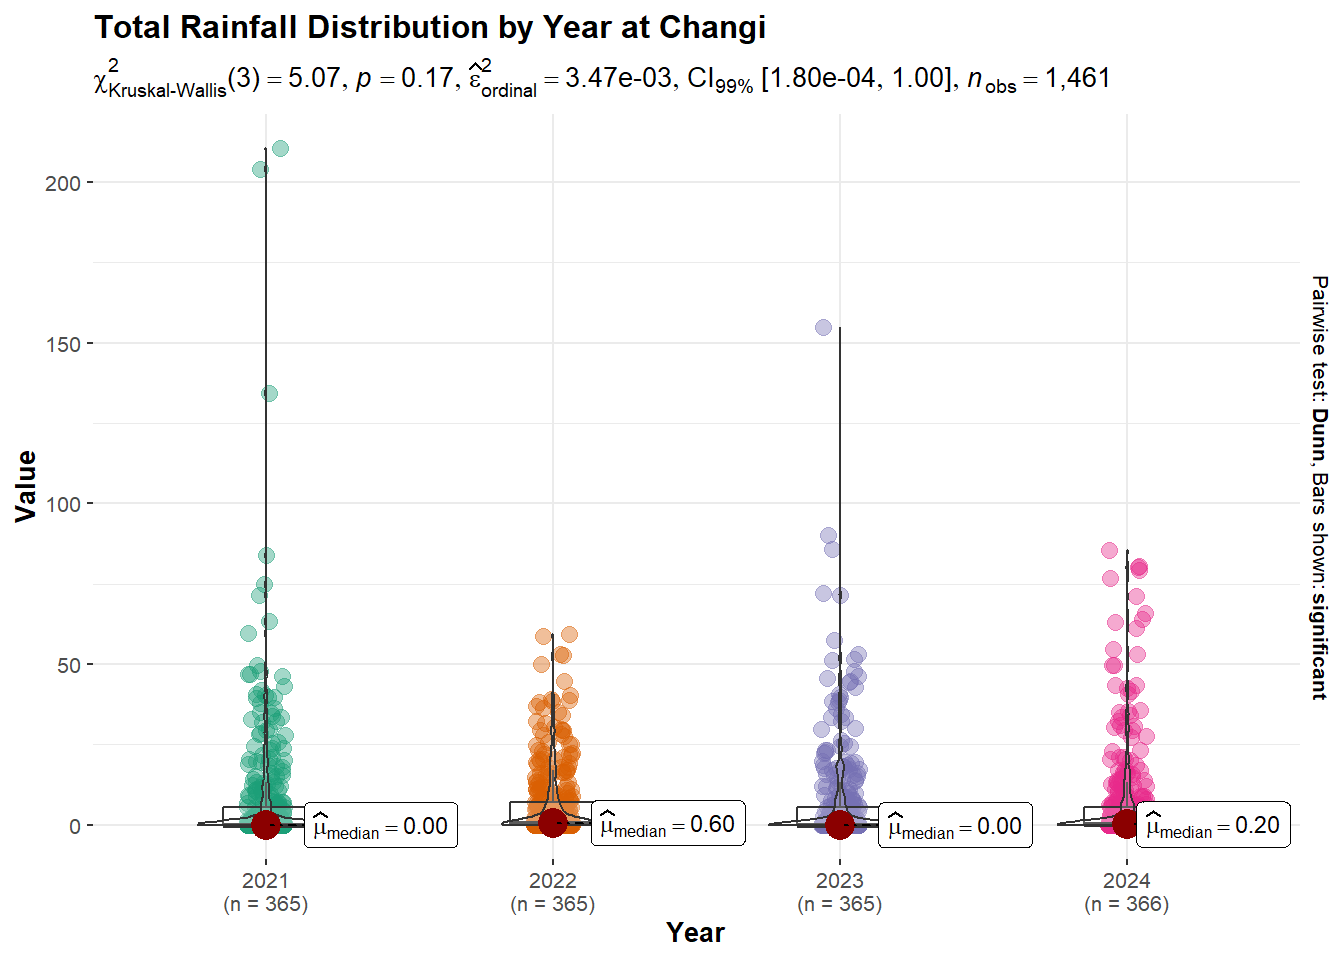 Total Rainfall Distribution by Year at Changi
χ²Kruskal-Wallis(3) = 5.07, p = 0.17, ε̂²ordinal = 3.47e-03, CI99% [1.80e-04, 1.00], nobs = 1,461
Value
200
150
100
50
0
μ̂median = 0.00
μ̂median = 0.60
μ̂median = 0.00
μ̂median = 0.20
2021
(n = 365)
2022
(n = 365)
2023
(n = 365)
2024
(n = 366)
Year
Pairwise test: Dunn, Bars shown: significant